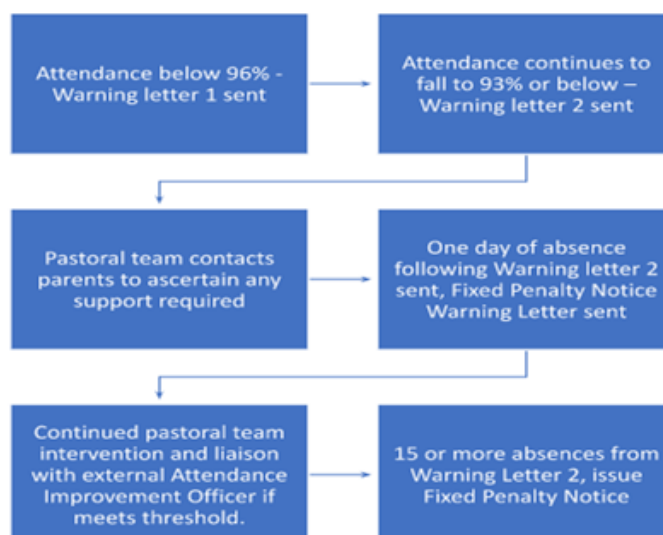 Attendance below 96% -
Warning letter 1 sent
Attendance continues to
fall to 93% or below –
Warning letter 2 sent
Pastoral team contacts
parents to ascertain any
support required
One day of absence
following Warning letter 2
sent, Fixed Penalty Notice
Warning Letter sent
Continued pastoral team
intervention and liaison
with external Attendance
Improvement Officer if
meets threshold.
15 or more absences from
Warning Letter 2, issue
Fixed Penalty Notice